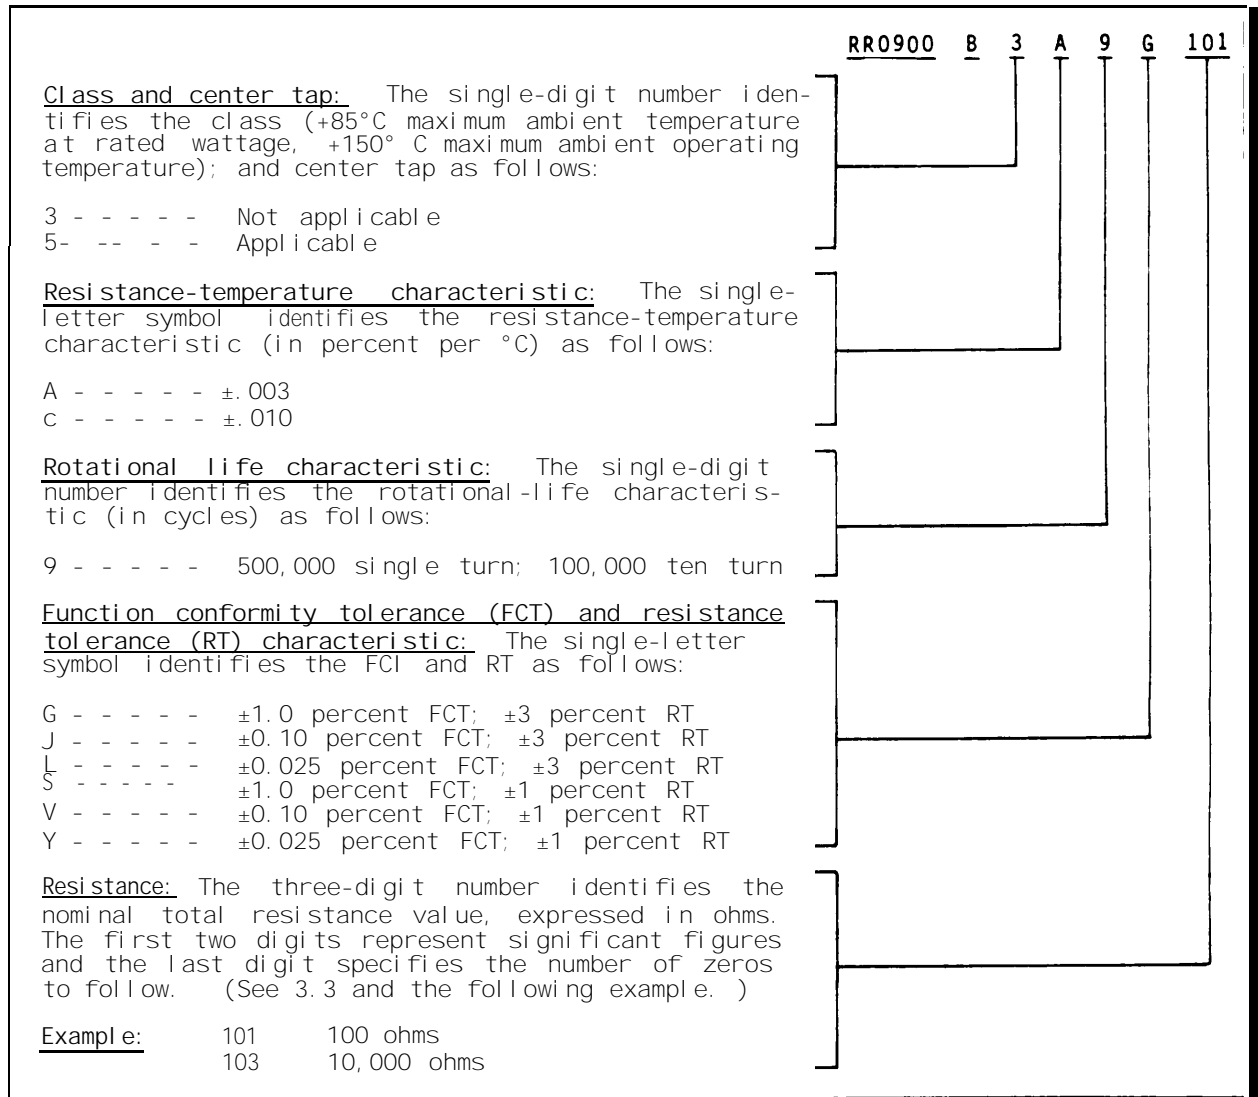 RR0900 B 3 A 9 G 101
Class and center tap: The single-digit number iden-
tifies the class (+85°C maximum ambient temperature
at rated wattage, +150° C maximum ambient operating
temperature); and center tap as follows:
3 - - - - - Not applicable
5- -- - - Applicable
Resistance-temperature characteristic: The single-
letter symbol identifies the resistance-temperature
characteristic (in percent per °C) as follows:
A - - - - - ±.003
c - - - - - ±.010
Rotational life characteristic: The single-digit
number identifies the rotational-life characteris-
tic (in cycles) as follows:
9 - - - - - 500,000 single turn; 100,000 ten turn
Function conformity tolerance (FCT) and resistance
tolerance (RT) characteristic: The single-letter
symbol identifies the FCI and RT as follows:
G - - - - - ±1.0 percent FCT; ±3 percent RT
J - - - - - ±0.10 percent FCT; ±3 percent RT
L - - - - - ±0.025 percent FCT; ±3 percent RT
S - - - - - ±1.0 percent FCT; ±1 percent RT
V - - - - - ±0.10 percent FCT; ±1 percent RT
Y - - - - - ±0.025 percent FCT; ±1 percent RT
Resistance: The three-digit number identifies the
nominal total resistance value, expressed in ohms.
The first two digits represent significant figures
and the last digit specifies the number of zeros
to follow. (See 3.3 and the following example. )
Example: 101 100 ohms
103 10,000 ohms